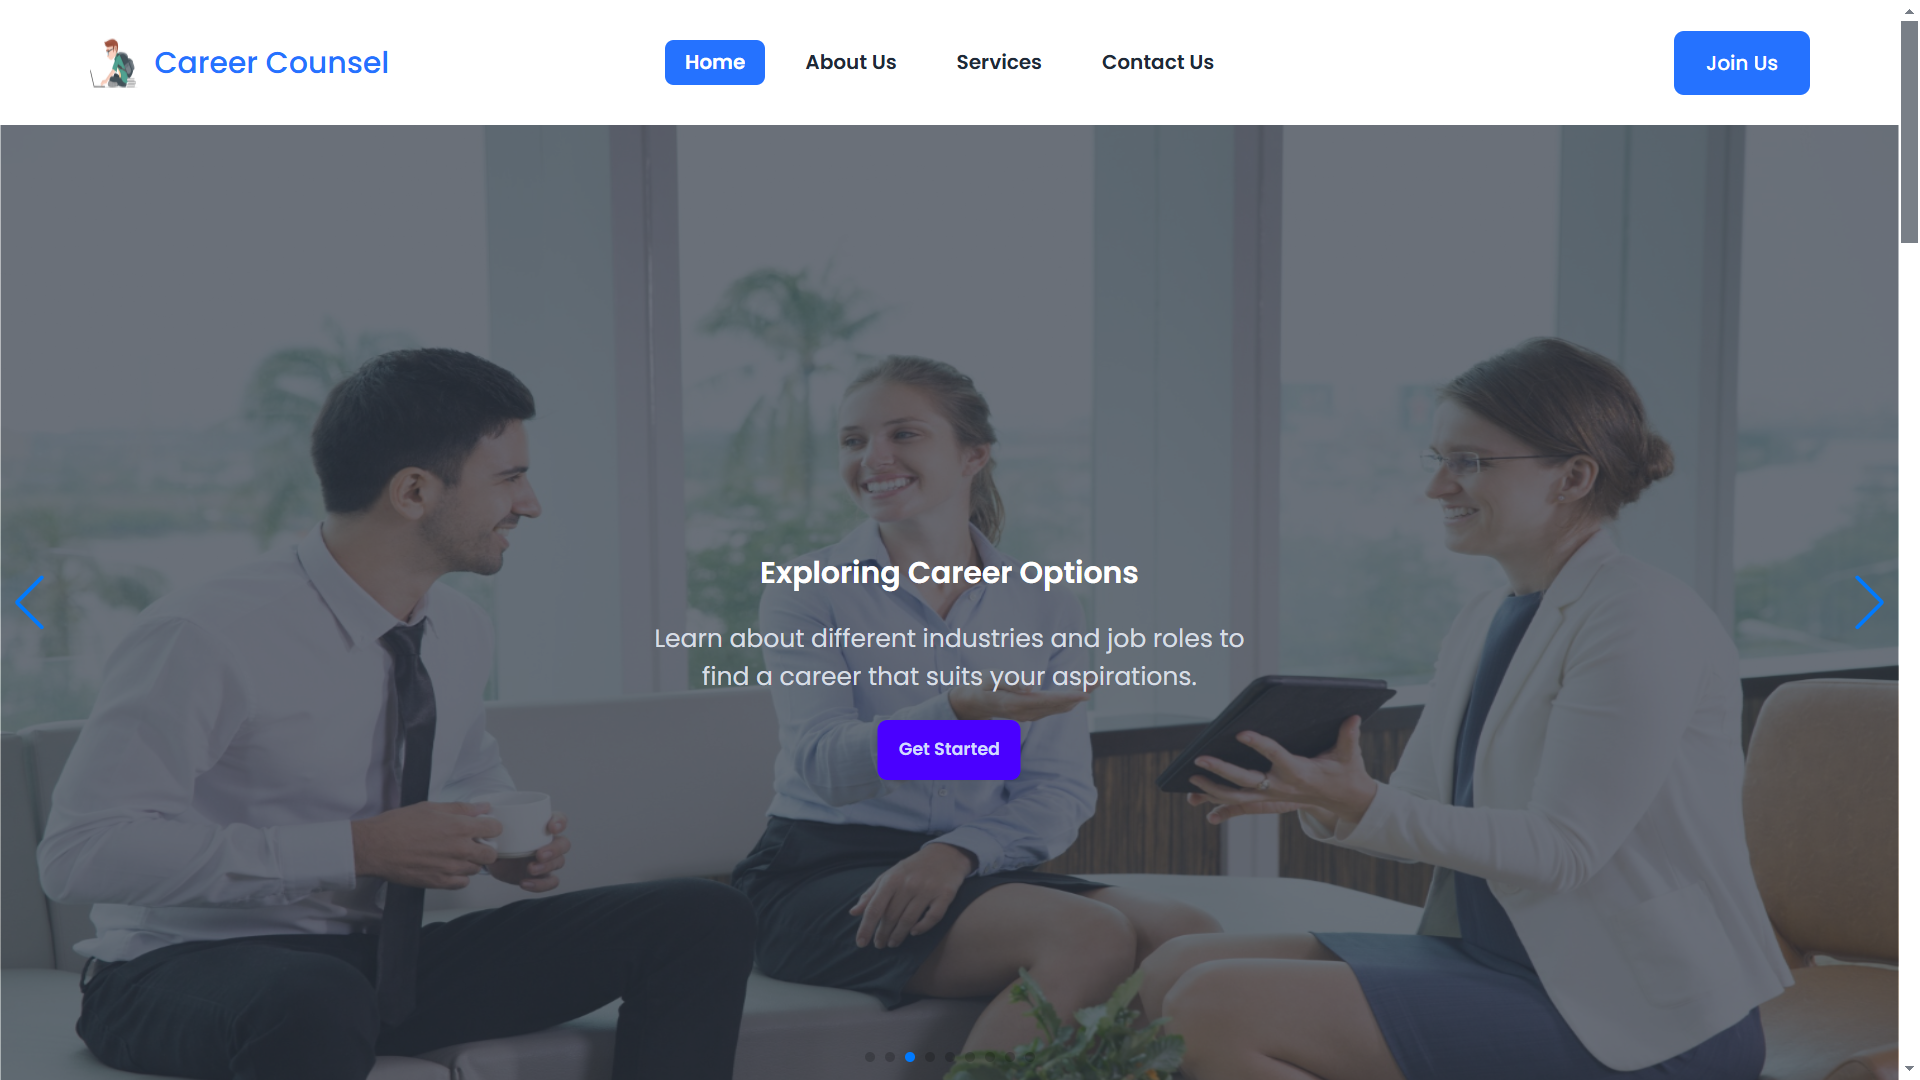 Career Counsel
Home
About Us
Services
Contact Us
Join Us
Exploring Career Options
Learn about different industries and job roles to
find a career that suits your aspirations.
Get Started